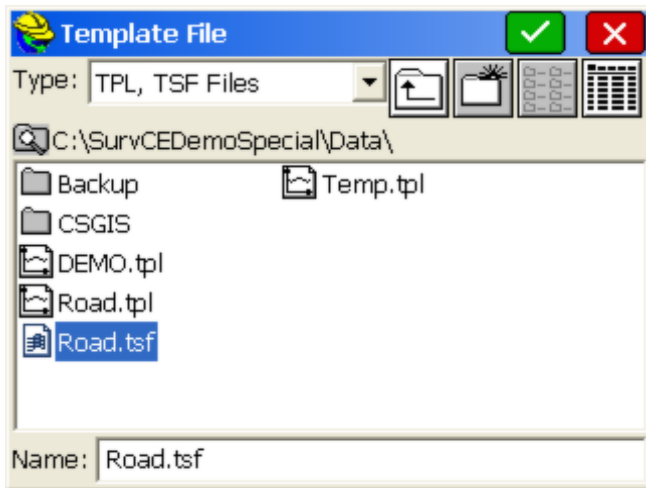 Template File
Type: TPL, TSF Files
C:\SurvCEDemoSpecial\Data\
Backup
CSGIS
DEMO.tpl
Road.tpl
Road.tsf
Temp.tpl
Name: Road.tsf